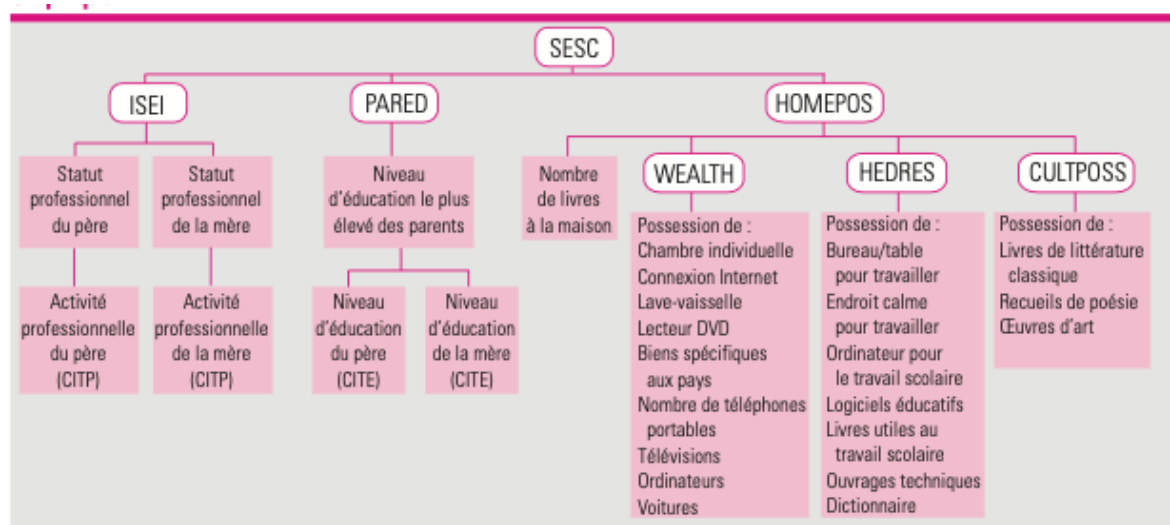 SESC
ISEI
PARED
HOMEPOS
Statut
professionnel
du père
Statut
professionnel
de la mère
Niveau
d'éducation le plus
élevé des parents
Nombre
de livres
à la maison
WEALTH
HEDRES
CULTPOSS
Activité
professionnelle
du père
(CITP)
Activité
professionnelle
de la mère
(CITP)
Niveau
d'éducation
du père
(CITE)
Niveau
d'éducation
de la mère
(CITE)
Possession de :
Chambre individuelle
Connexion Internet
Lave-vaisselle
Lecteur DVD
Biens spécifiques
aux pays
Nombre de téléphones
portables
Télévisions
Ordinateurs
Voitures
Possession de :
Bureau/table
pour travailler
Endroit calme
pour travailler
Ordinateur pour
le travail scolaire
Logiciels éducatifs
Livres utiles au
travail scolaire
Ouvrages techniques
Dictionnaire
Possession de :
Livres de littérature
classique
Recueils de poésie
Œuvres d'art